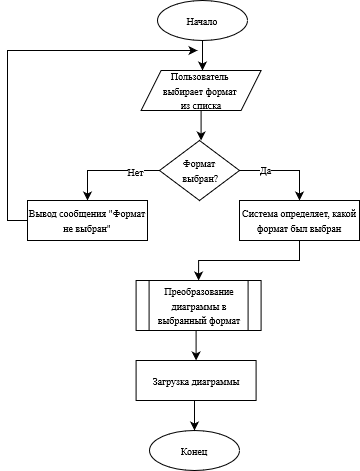 Начало
Пользователь
выбирает формат
из списка
Формат
выбран?
Нет
Да
Вывод сообщения "Формат
не выбран"
Система определяет, какой
формат был выбран
Преобразование
диаграммы в
выбранный формат
Загрузка диаграммы
Конец